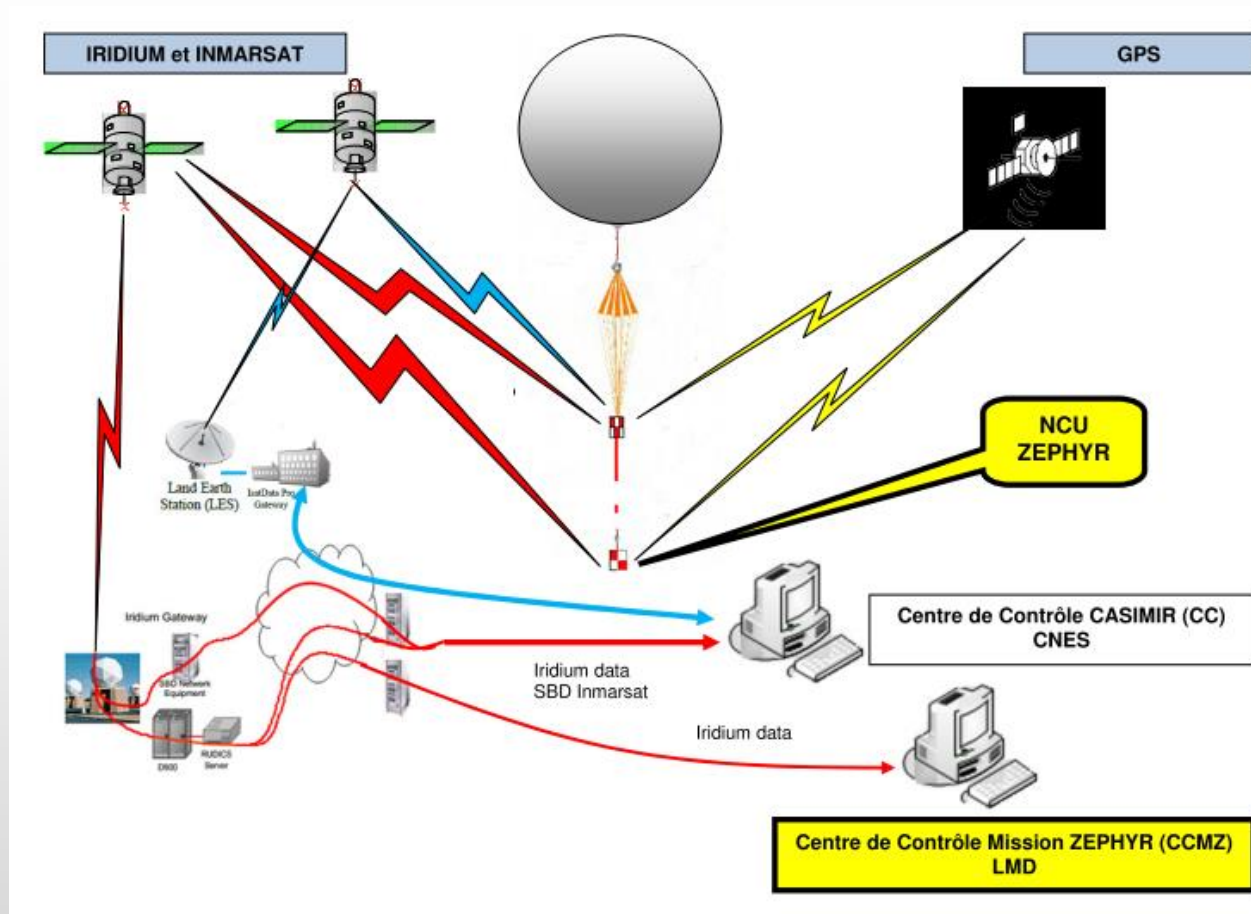 IRIDIUM et INMARSAT
GPS
NCU
ZEPHYR
Land Earth
Station (LES)
Gateway
Iridium Gateway
SBD Network
Equipment
D900
RUDICS
Server
Iridium data
SBD Inmarsat
Iridium data
Centre de Contrôle CASIMIR (CC)
CNES
Centre de Contrôle Mission ZEPHYR (CCMZ)
LMD